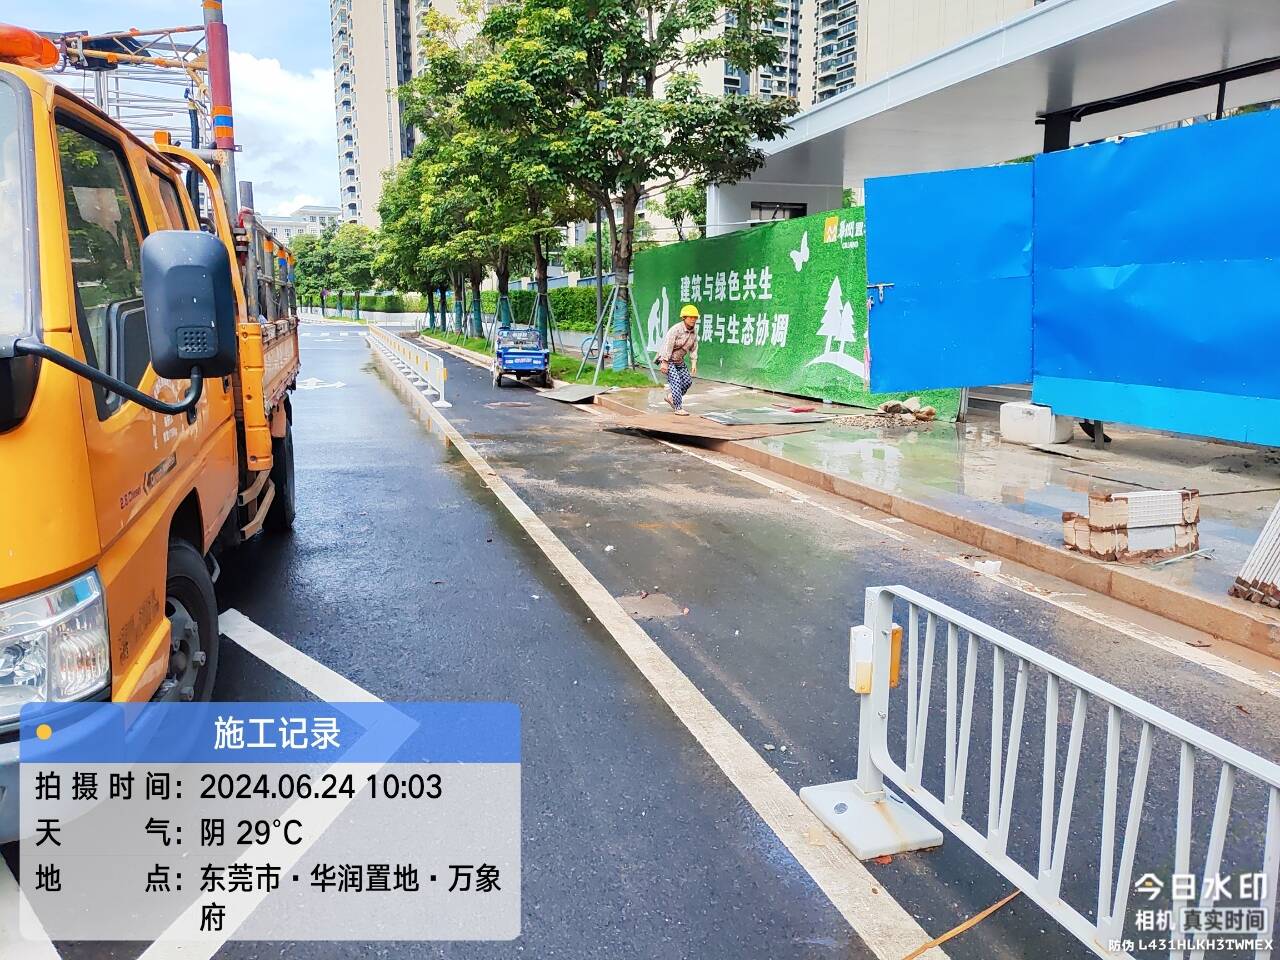 建筑与绿色共生
展与生态协调
施工记录
拍摄时间：2024.06.24 10:03
天气：阴 29°C
地点：东莞市·华润置地·万象
府
今日水印
相机 真实时间
防伪 L431HLKH3TWMEX